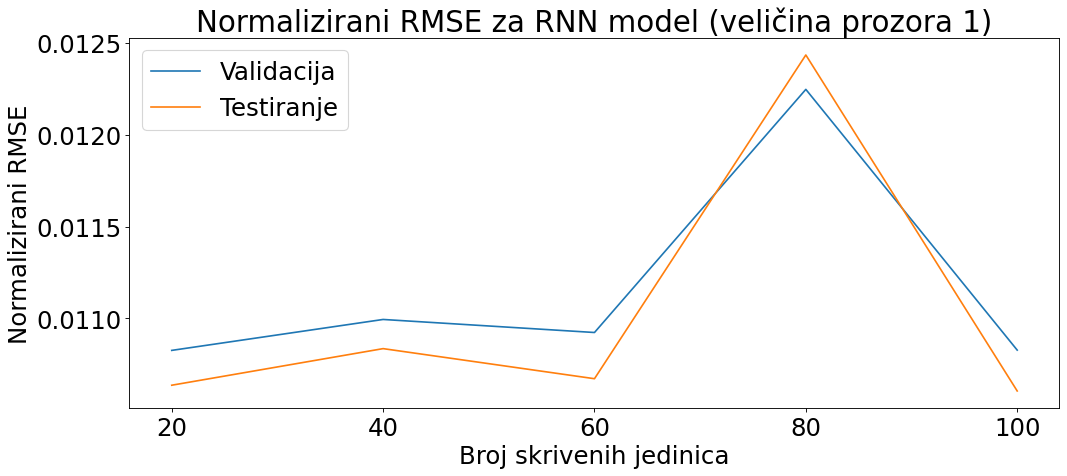 Normalizirani RMSE za RNN model (veličina prozora 1)
Validacija
Testiranje
Normalizirani RMSE
0.0125
0.0120
0.0115
0.0110
20 40 60 80 100
Broj skrivenih jedinica